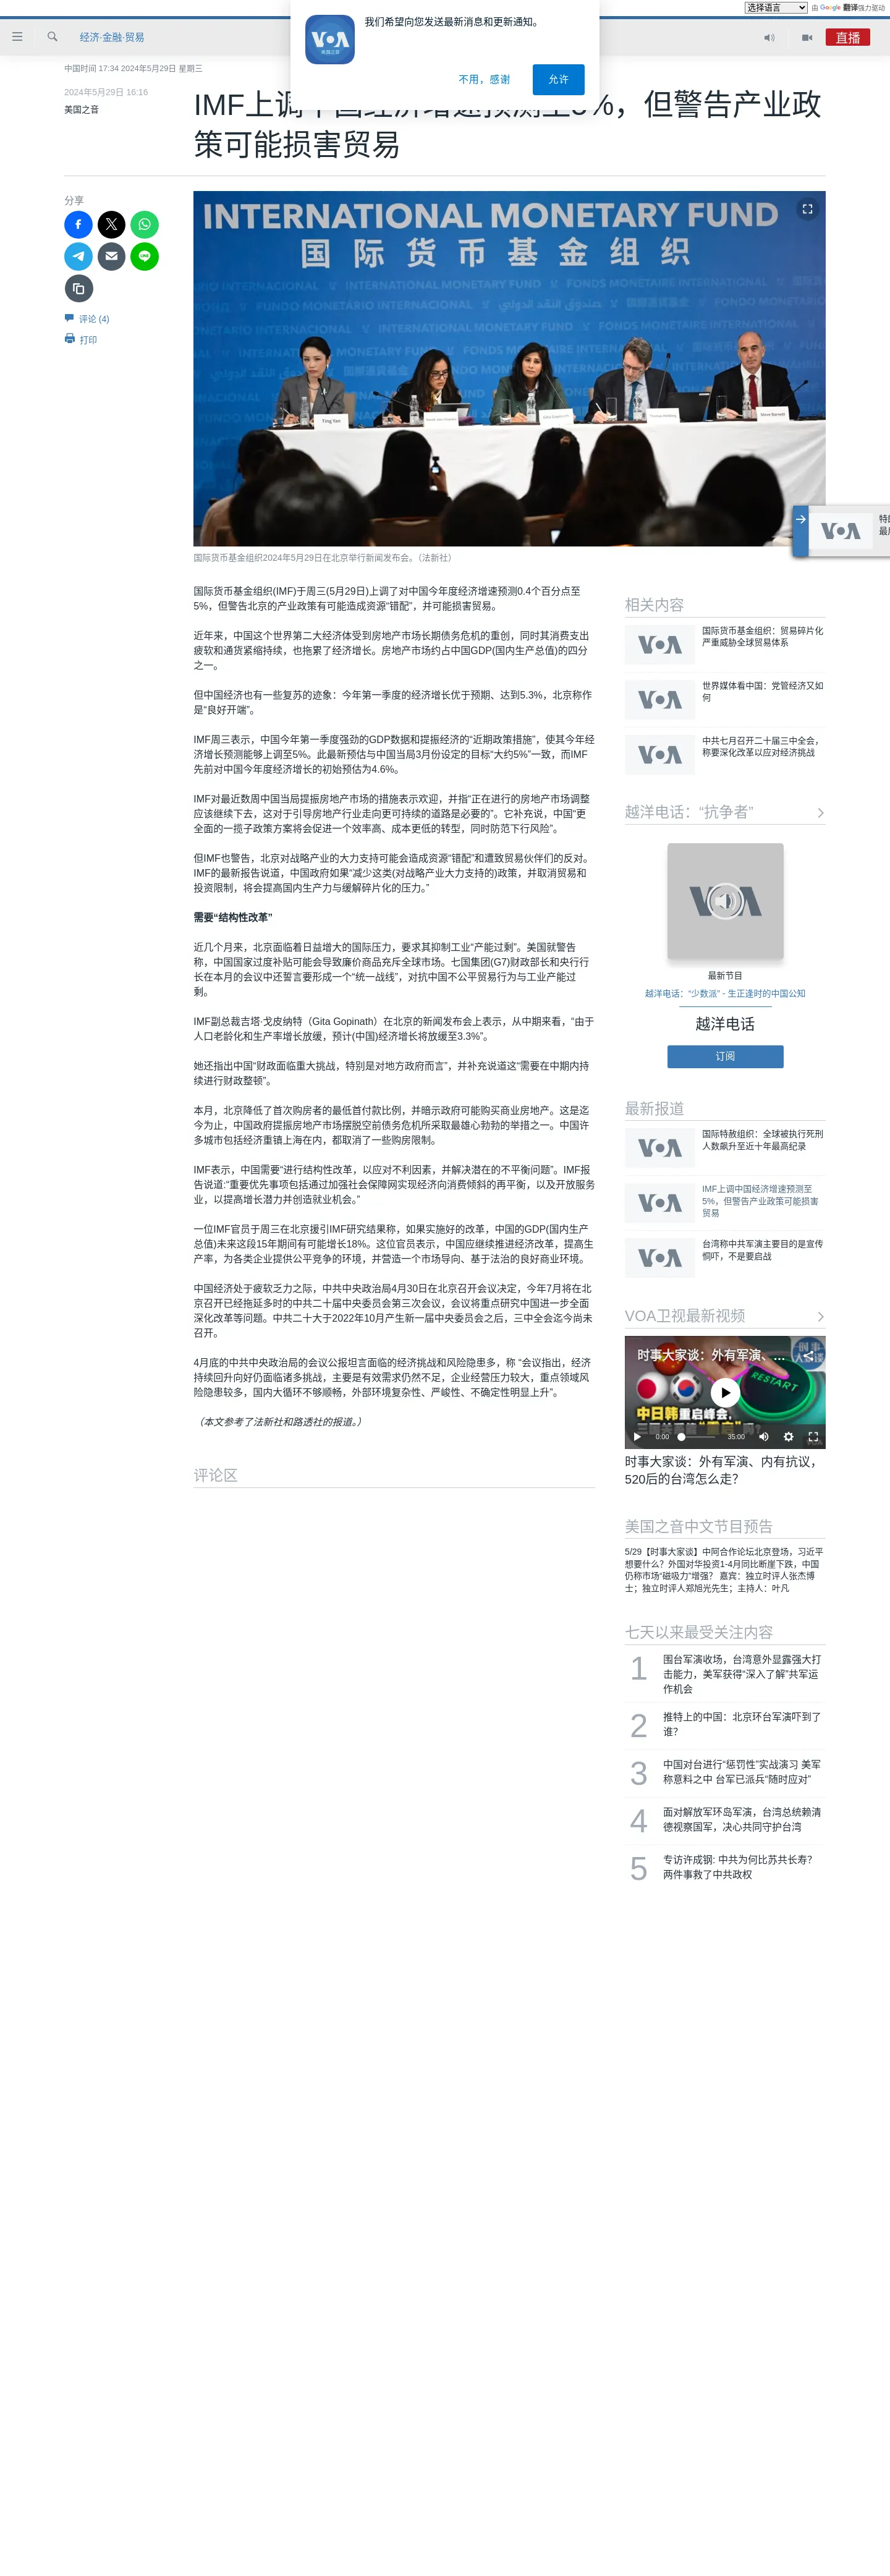 选择语言
由 Google 翻译强力驱动
经济·金融·贸易
直播
VOA
美国之音
我们希望向您发送最新消息和更新通知。
不用，感谢
允许
中国时间 17:34 2024年5月29日 星期三
2024年5月29日 16:16
美国之音
IMF上调中国经济增速预测至5%，但警告产业政
策可能损害贸易
分享
评论 (4)
打印
INTERNATIONAL MONETARY FUND
国际货币基金组织
Ting Yan
国际货币基金组织2024年5月29日在北京举行新闻发布会。（法新社）
国际货币基金组织(IMF)于周三(5月29日)上调了对中国今年度经济增速预测0.4个百分点至
5%，但警告北京的产业政策有可能造成资源“错配”，并可能损害贸易。
近年来，中国这个世界第二大经济体受到房地产市场长期债务危机的重创，同时其消费支出
疲软和通货紧缩持续，也拖累了经济增长。房地产市场约占中国GDP(国内生产总值)的四分
之一。
但中国经济也有一些复苏的迹象：今年第一季度的经济增长优于预期、达到5.3%，北京称作
是“良好开端”。
IMF周三表示，中国今年第一季度强劲的GDP数据和提振经济的“近期政策措施”，使其今年经
济增长预测能够上调至5%。此最新预估与中国当局3月份设定的目标“大约5%”一致，而IMF
先前对中国今年度经济增长的初始预估为4.6%。
IMF对最近数周中国当局提振房地产市场的措施表示欢迎，并指“正在进行的房地产市场调整
应该继续下去，这对于引导房地产行业走向更可持续的道路是必要的”。它补充说，中国“更
全面的一揽子政策方案将会促进一个效率高、成本更低的转型，同时防范下行风险”。
但IMF也警告，北京对战略产业的大力支持可能会造成资源“错配”和遭致贸易伙伴们的反对。
IMF的最新报告说道，中国政府如果“减少这类(对战略产业大力支持的)政策，并取消贸易和
投资限制，将会提高国内生产力与缓解碎片化的压力。”
需要“结构性改革”
近几个月来，北京面临着日益增大的国际压力，要求其抑制工业“产能过剩”。美国就警告
称，中国国家过度补贴可能会导致廉价商品充斥全球市场。七国集团(G7)财政部长和央行行
长在本月的会议中还誓言要形成一个“统一战线”，对抗中国不公平贸易行为与工业产能过
剩。
IMF副总裁吉塔·戈皮纳特（Gita Gopinath）在北京的新闻发布会上表示，从中期来看，“由于
人口老龄化和生产率增长放缓，预计(中国)经济增长将放缓至3.3%”。
她还指出中国“财政面临重大挑战，特别是对地方政府而言”，并补充说道这“需要在中期内持
续进行财政整顿”。
本月，北京降低了首次购房者的最低首付款比例，并暗示政府可能购买商业房地产。这是迄
今为止，中国政府提振房地产市场摆脱空前债务危机所采取最雄心勃勃的举措之一。中国许
多城市包括经济重镇上海在内，都取消了一些购房限制。
IMF表示，中国需要“进行结构性改革，以应对不利因素，并解决潜在的不平衡问题”。IMF报
告说道:“重要优先事项包括通过加强社会保障网实现经济向消费倾斜的再平衡，以及开放服务
业，以提高增长潜力并创造就业机会。”
一位IMF官员于周三在北京援引IMF研究结果称，如果实施好的改革，中国的GDP(国内生产
总值)未来这段15年期间有可能增长18%。这位官员表示，中国应继续推进经济改革，提高生
产率，为各类企业提供公平竞争的环境，并营造一个市场导向、基于法治的良好商业环境。
中国经济处于疲软乏力之际，中共中央政治局4月30日在北京召开会议决定，今年7月将在北
京召开已经拖延多时的中共二十届中央委员会第三次会议，会议将重点研究中国进一步全面
深化改革等问题。中共二十大于2022年10月产生新一届中央委员会之后，三中全会迄今尚未
召开。
4月底的中共中央政治局的会议公报坦言面临的经济挑战和风险隐患多，称 “会议指出，经济
持续回升向好仍面临诸多挑战，主要是有效需求仍然不足，企业经营压力较大，重点领域风
险隐患较多，国内大循环不够顺畅，外部环境复杂性、严峻性、不确定性明显上升”。
（本文参考了法新社和路透社的报道。）
评论区
VOA
相关内容
VOA
国际货币基金组织：贸易碎片化
严重威胁全球贸易体系
VOA
世界媒体看中国：党管经济又如
何
VOA
中共七月召开二十届三中全会，
称要深化改革以应对经济挑战
越洋电话：“抗争者”
VOA
最新节目
越洋电话：“少数派” - 生正逢时的中国公知
越洋电话
订阅
最新报道
VOA
国际特赦组织：全球被执行死刑
人数飙升至近十年最高纪录
VOA
IMF上调中国经济增速预测至
5%，但警告产业政策可能损害
贸易
VOA
台湾称中共军演主要目的是宣传
恫吓，不是要启战
VOA卫视最新视频
时事大家谈：外有军演、...
RESTART
中日韩重启峰会，
0:00
35:00
时事大家谈：外有军演、内有抗议，
520后的台湾怎么走？
美国之音中文节目预告
5/29【时事大家谈】中阿合作论坛北京登场，习近平
想要什么？外国对华投资1-4月同比断崖下跌，中国
仍称市场“磁吸力”增强？ 嘉宾：独立时评人张杰博
士；独立时评人郑旭光先生；主持人：叶凡
七天以来最受关注内容
1
围台军演收场，台湾意外显露强大打
击能力，美军获得“深入了解”共军运
作机会
2
推特上的中国：北京环台军演吓到了
谁？
3
中国对台进行“惩罚性”实战演习 美军
称意料之中 台军已派兵“随时应对”
4
面对解放军环岛军演，台湾总统赖清
德视察国军，决心共同守护台湾
5
专访许成钢: 中共为何比苏共长寿？
两件事救了中共政权